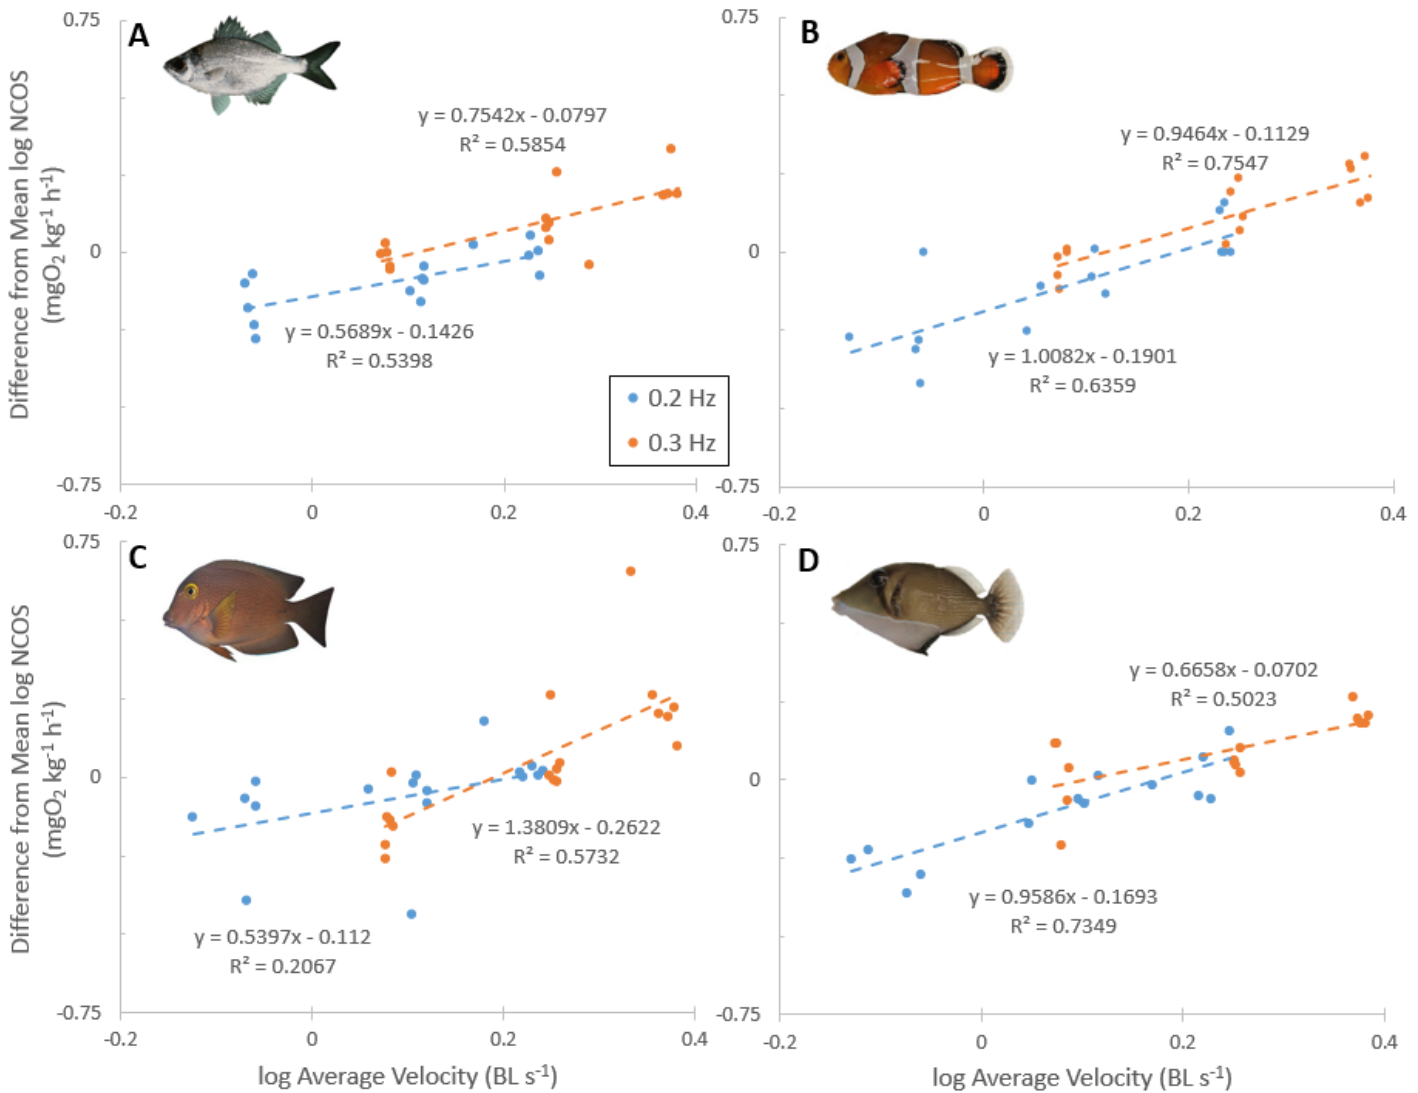 0.75
A
y = 0.7542x - 0.0797
R² = 0.5854
0
y = 0.5689x - 0.1426
R² = 0.5398
-0.75
-0.2
0
0.2
0.4
Difference from Mean log NCOS
(mgO₂ kg⁻¹ h⁻¹)
0.2 Hz
0.3 Hz
0.75
B
y = 0.9464x - 0.1129
R² = 0.7547
0
y = 1.0082x - 0.1901
R² = 0.6359
-0.75
-0.2
0
0.2
0.4
0.75
C
0
y = 1.3809x - 0.2622
R² = 0.5732
y = 0.5397x - 0.112
R² = 0.2067
-0.75
-0.2
0
0.2
0.4
Difference from Mean log NCOS
(mgO₂ kg⁻¹ h⁻¹)
log Average Velocity (BL s⁻¹)
0.75
D
y = 0.6658x - 0.0702
R² = 0.5023
0
y = 0.9586x - 0.1693
R² = 0.7349
-0.75
-0.2
0
0.2
0.4
log Average Velocity (BL s⁻¹)